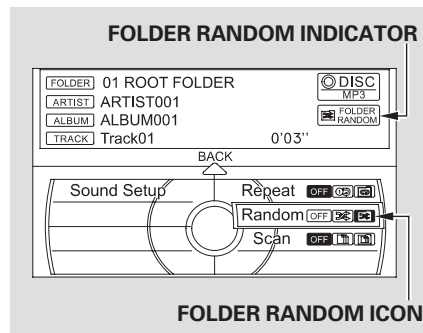 FOLDER RANDOM INDICATOR
FOLDER 01 ROOT FOLDER
DISC
MP3
ARTIST ARTIST001
ALBUM ALBUM001
FOLDER
RANDOM
TRACK Track01 0'03''
BACK
Sound Setup
Repeat OFF
Random OFF
Scan OFF
FOLDER RANDOM ICON